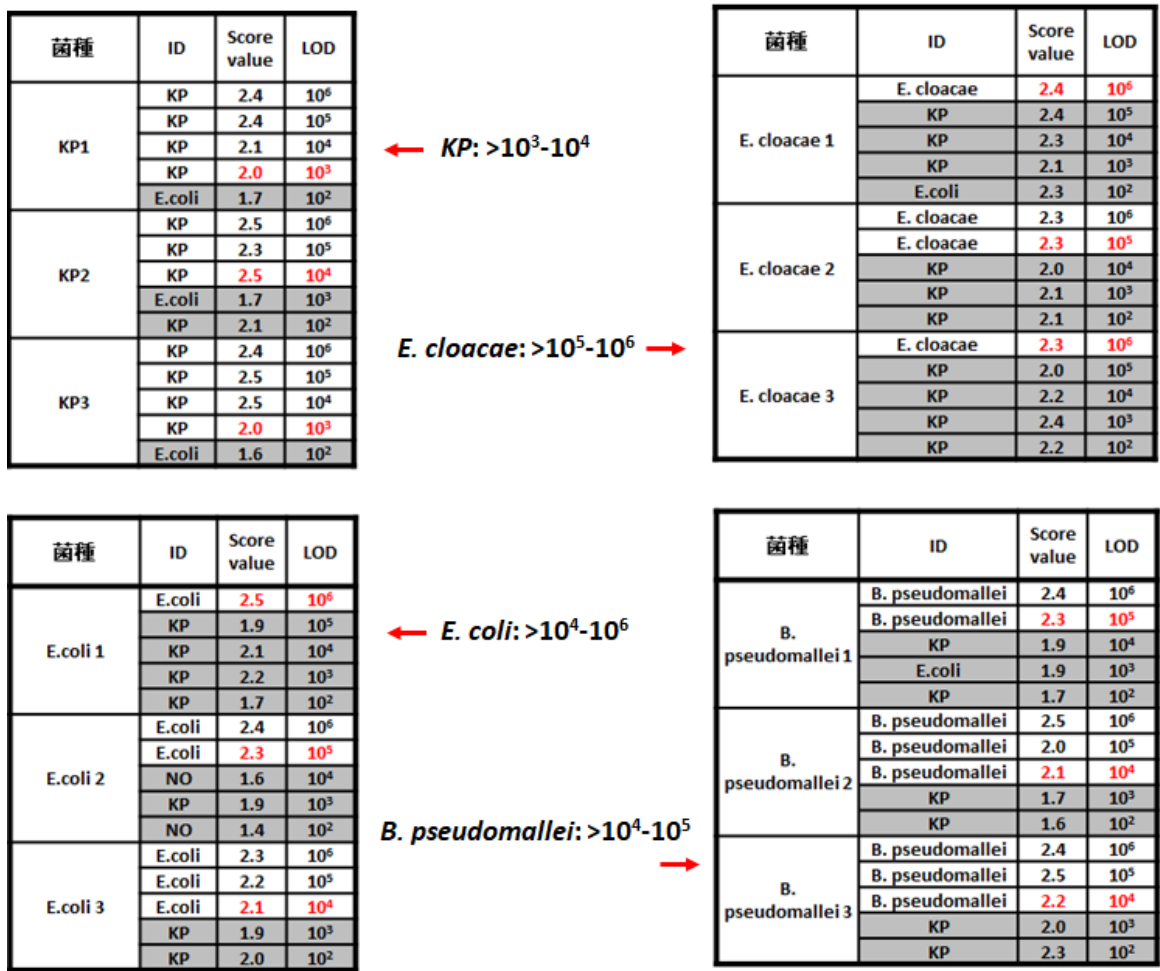 菌種 ID Score value LOD
KP1 KP 2.4 10⁶
KP 2.4 10⁵
KP 2.1 10⁴
KP 2.0 10³
E.coli 1.7 10²
KP2 KP 2.5 10⁶
KP 2.3 10⁵
KP 2.5 10⁴
E.coli 1.7 10³
KP 2.1 10²
KP3 KP 2.4 10⁶
KP 2.5 10⁵
KP 2.5 10⁴
KP 2.0 10³
E.coli 1.6 10²
KP: >10³-10⁴
菌種 ID Score value LOD
E. cloacae 1 E. cloacae 2.4 10⁶
KP 2.4 10⁵
KP 2.3 10⁴
KP 2.1 10³
E.coli 2.3 10²
E. cloacae 2 E. cloacae 2.3 10⁶
E. cloacae 2.3 10⁵
KP 2.0 10⁴
KP 2.1 10³
KP 2.1 10²
E. cloacae 3 E. cloacae 2.3 10⁶
KP 2.0 10⁵
KP 2.2 10⁴
KP 2.4 10³
KP 2.2 10²
E. cloacae: >10⁵-10⁶
菌種 ID Score value LOD
E.coli 1 E.coli 2.5 10⁶
KP 1.9 10⁵
KP 2.1 10⁴
KP 2.2 10³
KP 1.7 10²
E.coli 2 E.coli 2.4 10⁶
E.coli 2.3 10⁵
NO 1.6 10⁴
KP 1.9 10³
NO 1.4 10²
E.coli 3 E.coli 2.3 10⁶
E.coli 2.2 10⁵
E.coli 2.1 10⁴
KP 1.9 10³
KP 2.0 10²
E. coli: >10⁴-10⁶
菌種 ID Score value LOD
B. pseudomallei 1 B. pseudomallei 2.4 10⁶
B. pseudomallei 2.3 10⁵
KP 1.9 10⁴
E.coli 1.9 10³
KP 1.7 10²
B. pseudomallei 2 B. pseudomallei 2.5 10⁶
B. pseudomallei 2.0 10⁵
B. pseudomallei 2.1 10⁴
KP 1.7 10³
KP 1.6 10²
B. pseudomallei 3 B. pseudomallei 2.4 10⁶
B. pseudomallei 2.5 10⁵
B. pseudomallei 2.2 10⁴
KP 2.0 10³
KP 2.3 10²
B. pseudomallei: >10⁴-10⁵